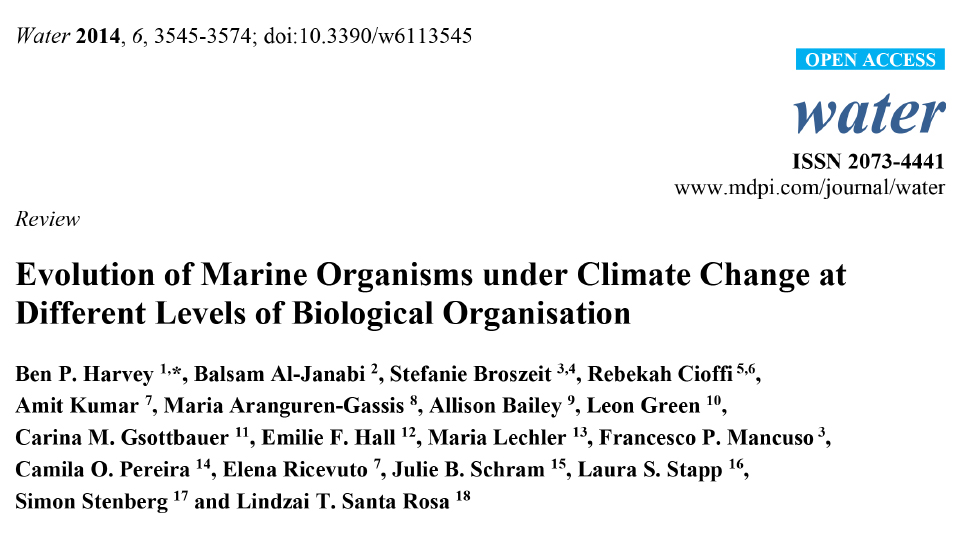 Water 2014, 6, 3545-3574; doi:10.3390/w6113545
OPEN ACCESS
water
ISSN 2073-4441
www.mdpi.com/journal/water
Review
Evolution of Marine Organisms under Climate Change at
Different Levels of Biological Organisation
Ben P. Harvey 1,*, Balsam Al-Janabi 2, Stefanie Broszeit 3,4, Rebekah Cioffi 5,6,
Amit Kumar 7, Maria Aranguren-Gassis 8, Allison Bailey 9, Leon Green 10,
Carina M. Gsottbauer 11, Emilie F. Hall 12, Maria Lechler 13, Francesco P. Mancuso 3,
Camila O. Pereira 14, Elena Ricevuto 7, Julie B. Schram 15, Laura S. Stapp 16,
Simon Stenberg 17 and Lindzai T. Santa Rosa 18